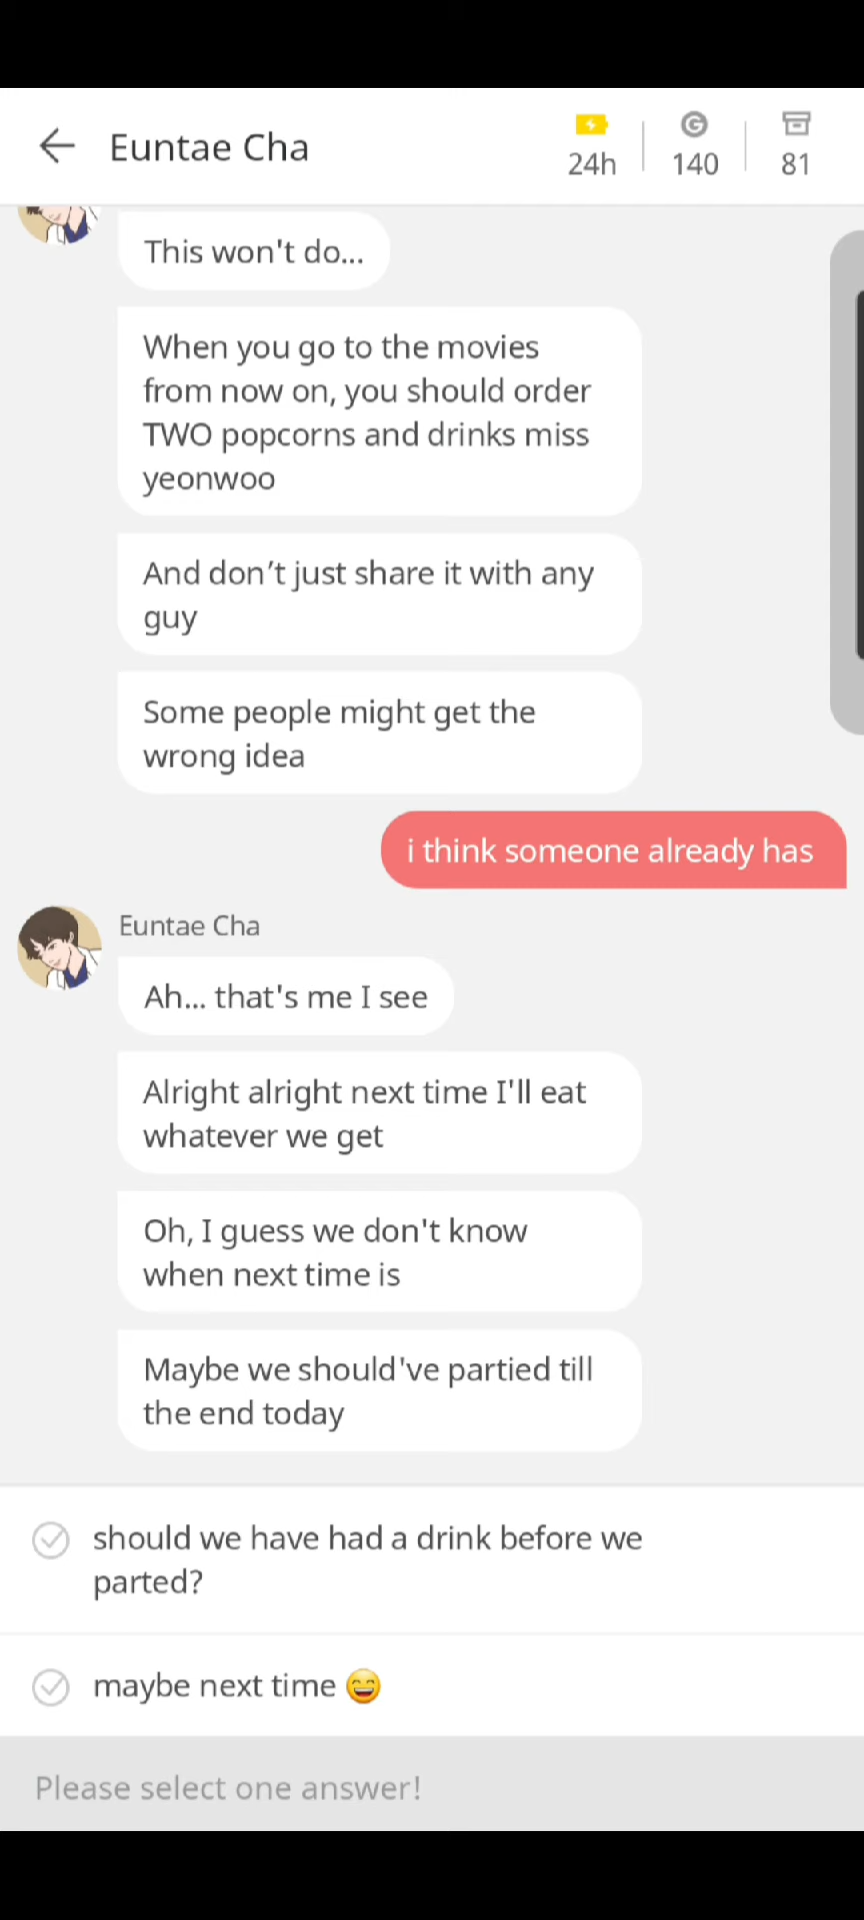 Euntae Cha
24h
G
140
81
This won't do...
When you go to the movies
from now on, you should order
TWO popcorns and drinks miss
yeonwoo
And don’t just share it with any
guy
Some people might get the
wrong idea
i think someone already has
Euntae Cha
Ah... that's me I see
Alright alright next time I'll eat
whatever we get
Oh, I guess we don't know
when next time is
Maybe we should've partied till
the end today
should we have had a drink before we
parted?
maybe next time 😄
Please select one answer!